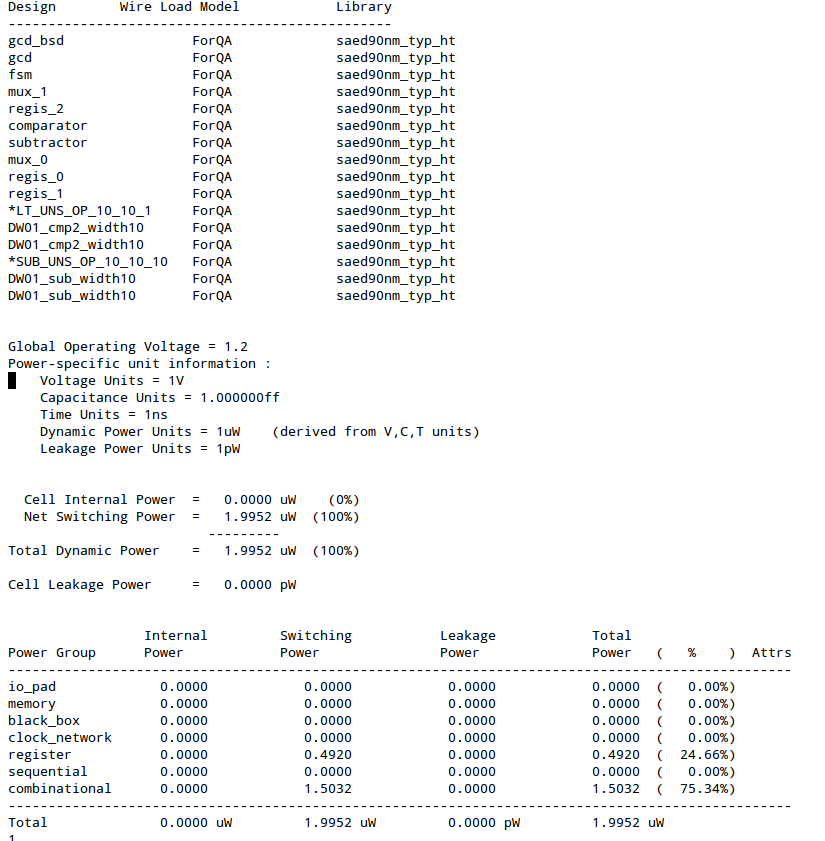 Design        Wire Load Model            Library
------------------------------------------------
gcd_bsd                ForQA             saed90nm_typ_ht
gcd                    ForQA             saed90nm_typ_ht
fsm                    ForQA             saed90nm_typ_ht
mux_1                  ForQA             saed90nm_typ_ht
regis_2                ForQA             saed90nm_typ_ht
comparator             ForQA             saed90nm_typ_ht
subtractor             ForQA             saed90nm_typ_ht
mux_0                  ForQA             saed90nm_typ_ht
regis_0                ForQA             saed90nm_typ_ht
regis_1                ForQA             saed90nm_typ_ht
*LT_UNS_OP_10_10_1     ForQA             saed90nm_typ_ht
DW01_cmp2_width10      ForQA             saed90nm_typ_ht
DW01_cmp2_width10      ForQA             saed90nm_typ_ht
*SUB_UNS_OP_10_10_10   ForQA             saed90nm_typ_ht
DW01_sub_width10       ForQA             saed90nm_typ_ht
DW01_sub_width10       ForQA             saed90nm_typ_ht


Global Operating Voltage = 1.2
Power-specific unit information :
    Voltage Units = 1V
    Capacitance Units = 1.000000ff
    Time Units = 1ns
    Dynamic Power Units = 1uW    (derived from V,C,T units)
    Leakage Power Units = 1pW


  Cell Internal Power  =   0.0000 uW    (0%)
  Net Switching Power  =   1.9952 uW  (100%)
                         ---------
Total Dynamic Power    =   1.9952 uW  (100%)

Cell Leakage Power     =   0.0000 pW


                 Internal         Switching           Leakage            Total
Power Group      Power            Power               Power              Power   (   %    )  Attrs
--------------------------------------------------------------------------------------------------
io_pad             0.0000            0.0000            0.0000            0.0000  (   0.00%)
memory             0.0000            0.0000            0.0000            0.0000  (   0.00%)
black_box          0.0000            0.0000            0.0000            0.0000  (   0.00%)
clock_network      0.0000            0.0000            0.0000            0.0000  (   0.00%)
register           0.0000            0.4920            0.0000            0.4920  (  24.66%)
sequential         0.0000            0.0000            0.0000            0.0000  (   0.00%)
combinational      0.0000            1.5032            0.0000            1.5032  (  75.34%)
--------------------------------------------------------------------------------------------------
Total              0.0000 uW         1.9952 uW         0.0000 pW         1.9952 uW
1